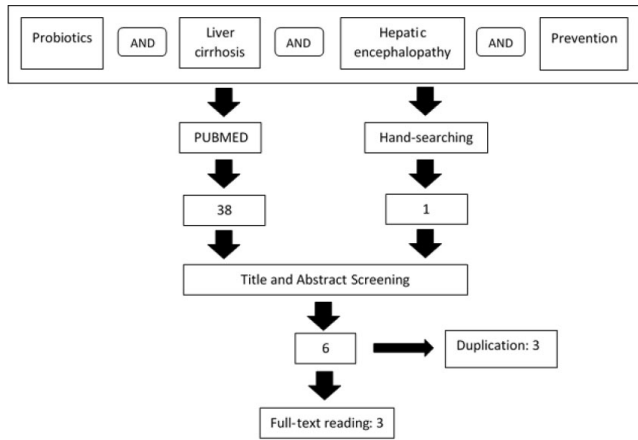 Probiotics AND Liver cirrhosis AND Hepatic encephalopathy AND Prevention
PUBMED Hand-searching
38 1
Title and Abstract Screening
6 Duplication: 3
Full-text reading: 3